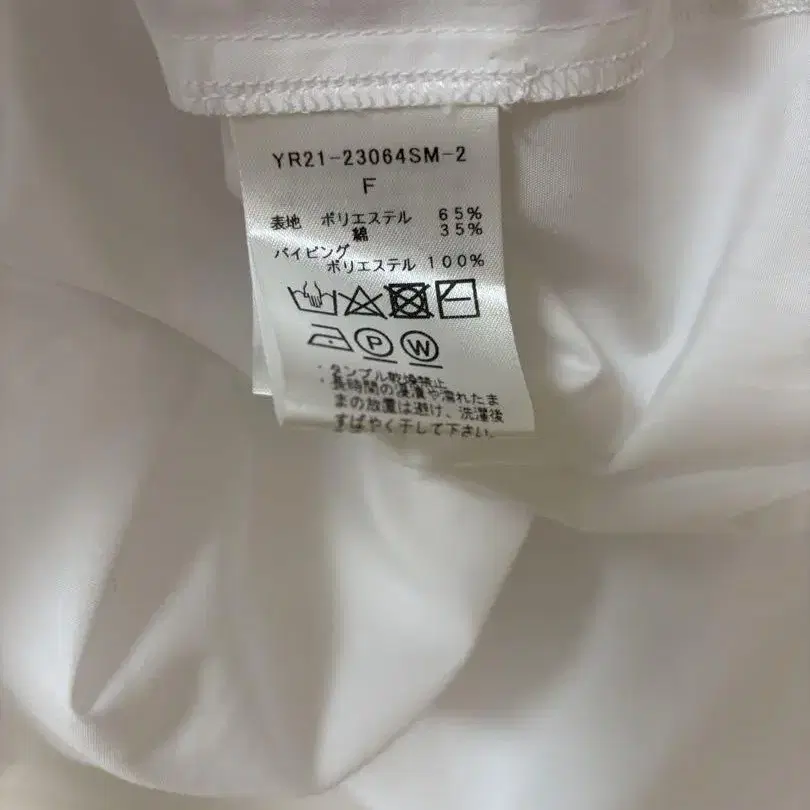 YR21-23064SM-2
F
表地 ポリエステル 65%
綿 35%
パイピング
ポリエステル 100%
P W
・タンブル乾燥禁止
・長時間の浸漬や濡れたま
まの放置は避け、洗濯後
すばやく干して下さい。